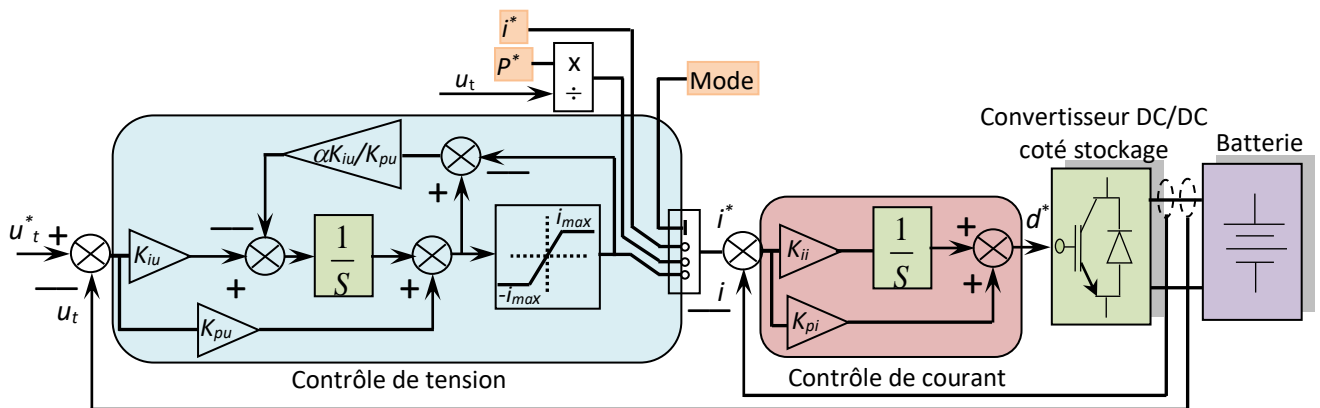 i*
P*
x
÷
u_t
Mode
Convertisseur DC/DC
coté stockage
Batterie
αK_iu/K_pu
+
—
u*_t
+
—
u_t
K_iu
—
+
1
S
+
+
K_pu
i_max
-i_max
i*
—
i
K_ii
1
S
+
+
K_pi
d*
Contrôle de tension
Contrôle de courant